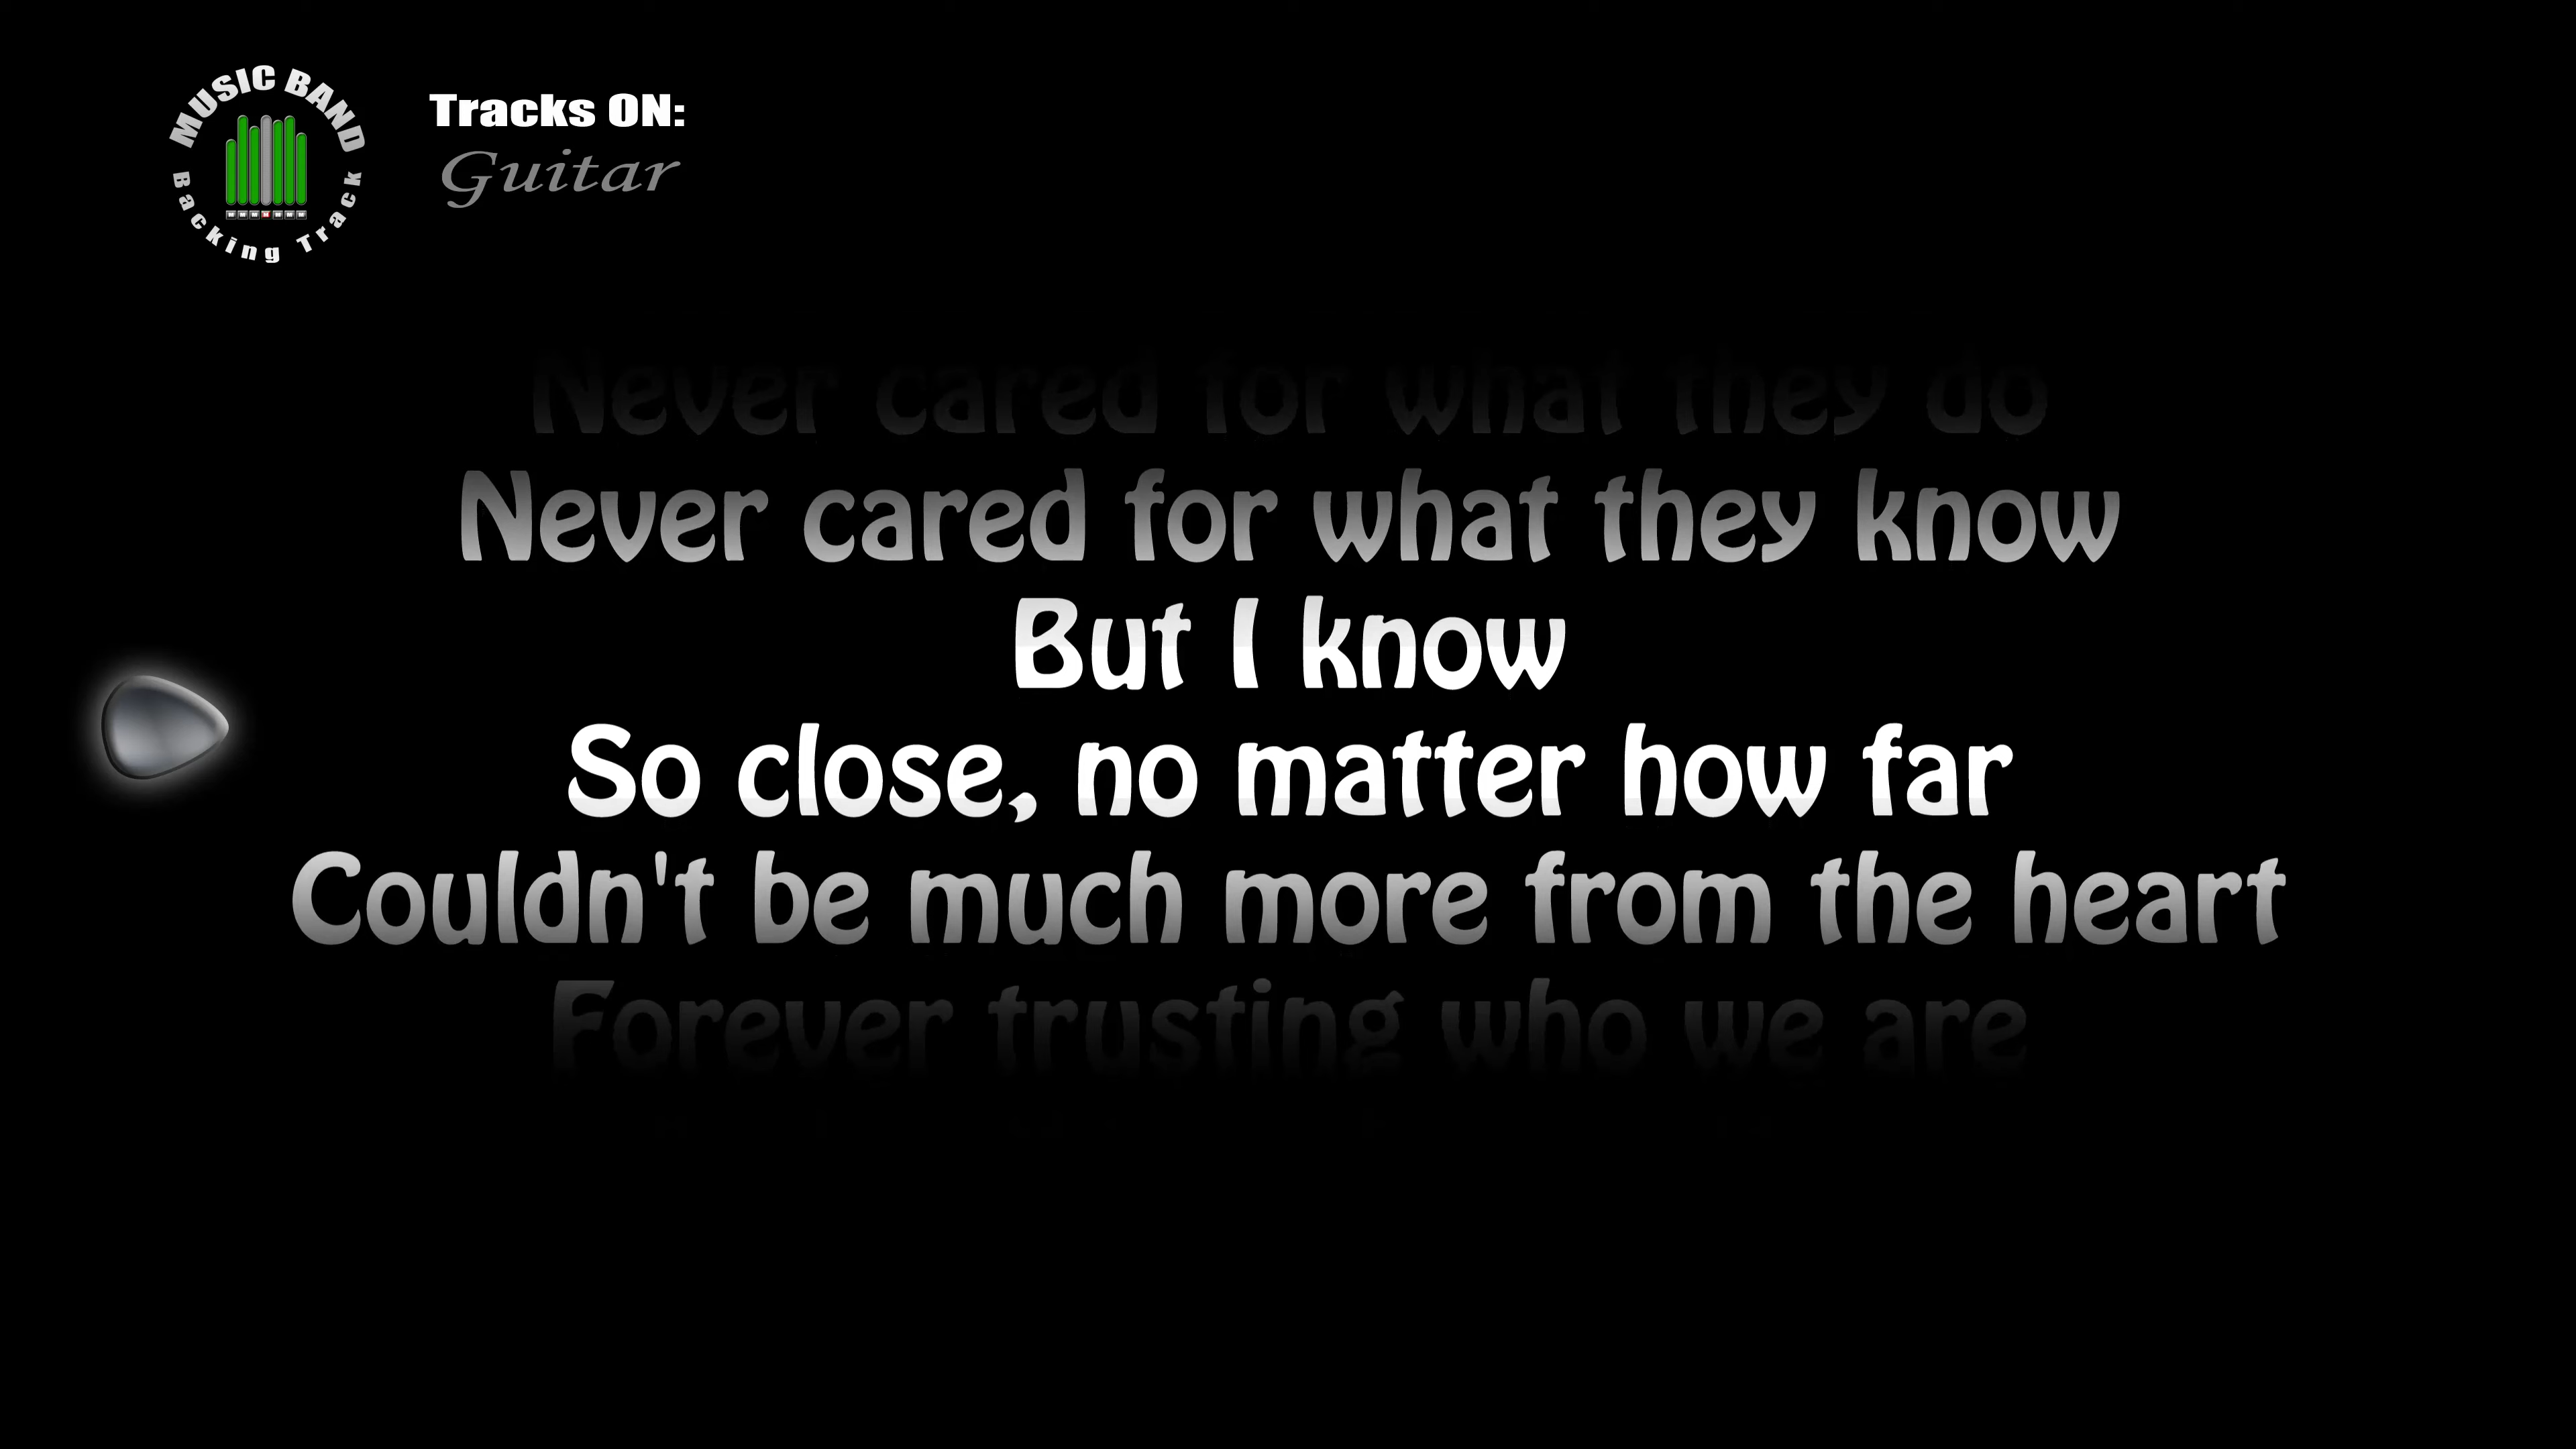 MUSIC BAND
Backing Track
Tracks ON:
Guitar
Never cared for what they do
Never cared for what they know
But I know
So close, no matter how far
Couldn't be much more from the heart
Forever trusting who we are